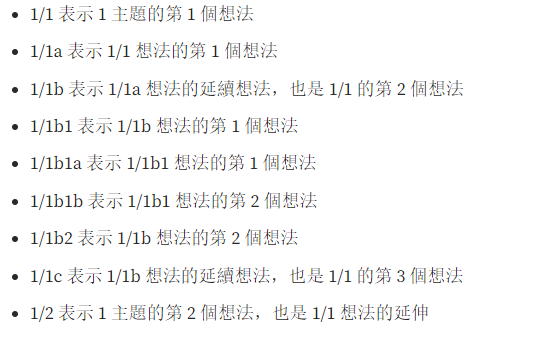 • 1/1 表示 1 主題的第 1 個想法
• 1/1a 表示 1/1 想法的第 1 個想法
• 1/1b 表示 1/1a 想法的延續想法，也是 1/1 的第 2 個想法
• 1/1b1 表示 1/1b 想法的第 1 個想法
• 1/1b1a 表示 1/1b1 想法的第 1 個想法
• 1/1b1b 表示 1/1b1 想法的第 2 個想法
• 1/1b2 表示 1/1b 想法的第 2 個想法
• 1/1c 表示 1/1b 想法的延續想法，也是 1/1 的第 3 個想法
• 1/2 表示 1 主題的第 2 個想法，也是 1/1 想法的延伸